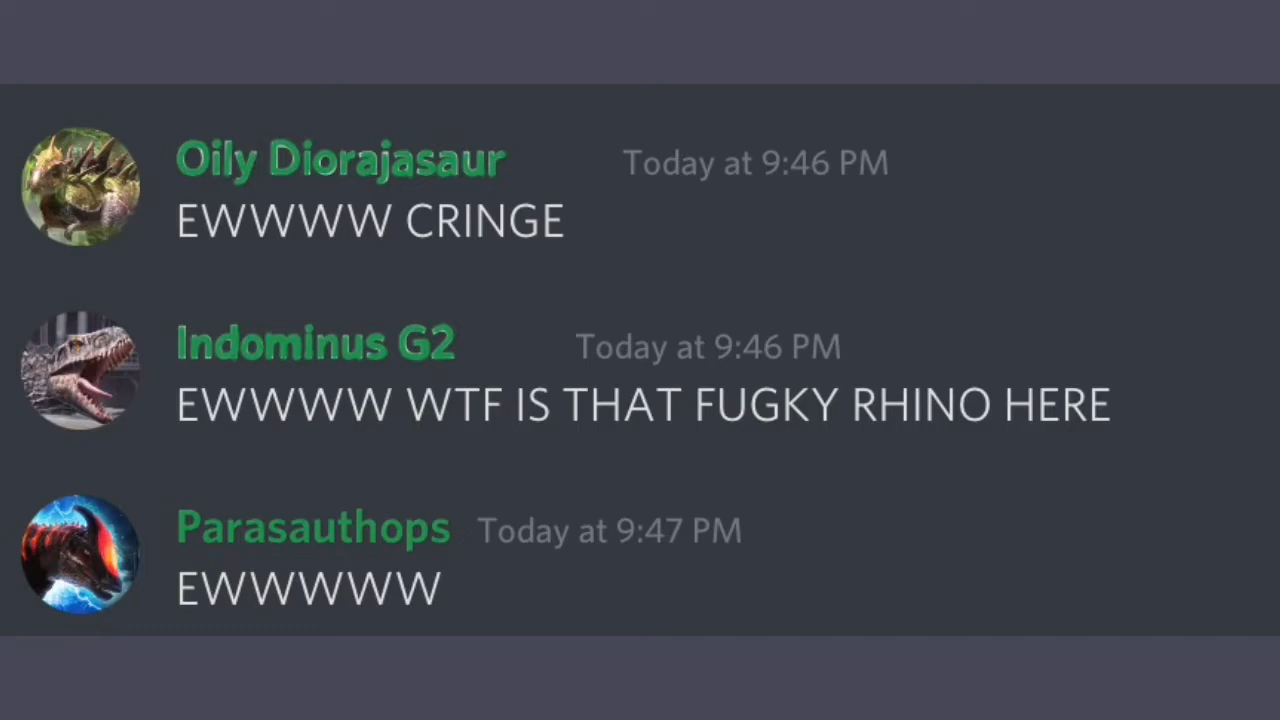 Oily Diorajasaur Today at 9:46 PM
EWWWW CRINGE
Indominus G2 Today at 9:46 PM
EWWWW WTF IS THAT FUGKY RHINO HERE
Parasauthops Today at 9:47 PM
EWWWWW